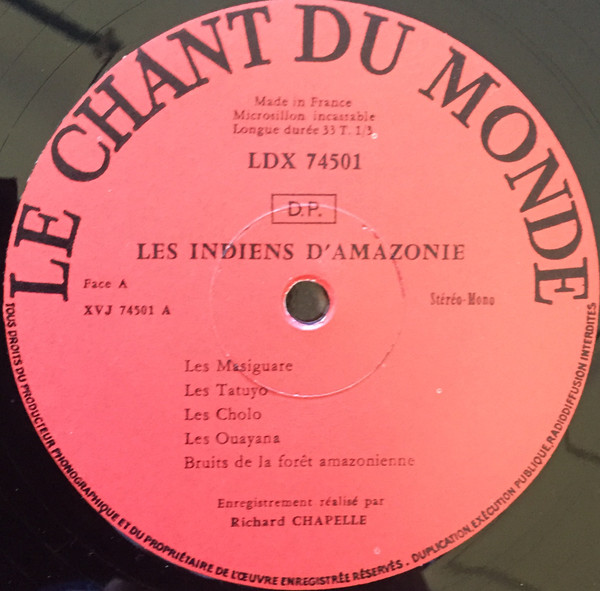 LE CHANT DU MONDE
Made in France
Microsillon incassable
Longue durée 33 T. 1/3
LDX 74501
D.P.
LES INDIENS D'AMAZONIE
Face A
XVJ 74501 A
Stéréo-Mono
Les Masiguare
Les Tatuyo
Les Cholo
Les Ouayana
Bruits de la forêt amazonienne
Enregistrement réalisé par
Richard CHAPELLE
TOUS DROITS DU PRODUCTEUR PHONOGRAPHIQUE ET DU PROPRIÉTAIRE DE L'ŒUVRE ENREGISTRÉE RÉSERVÉS. DUPLICATION, EXÉCUTION PUBLIQUE, RADIODIFFUSION INTERDITES